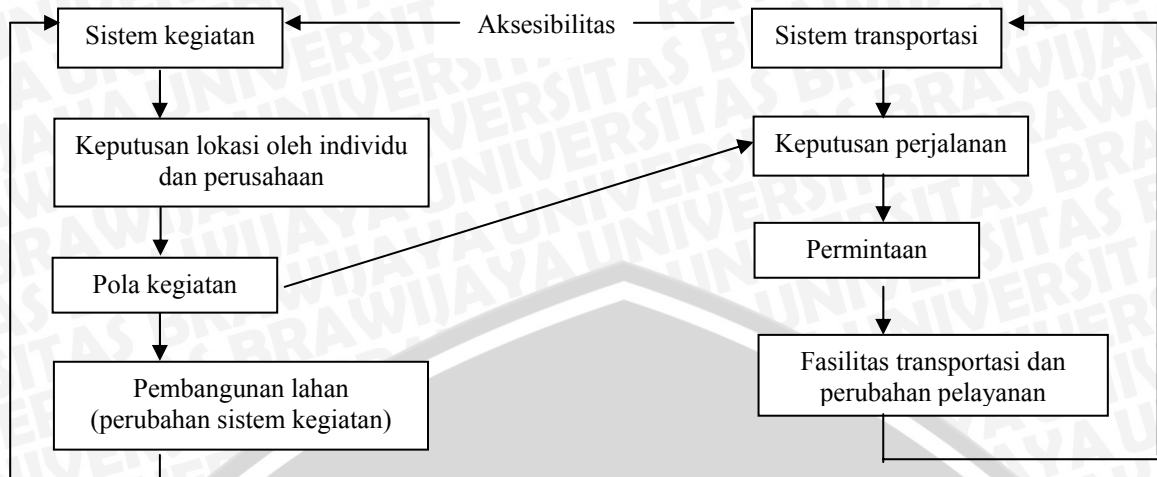 Sistem kegiatan
Aksesibilitas
Sistem transportasi
Keputusan lokasi oleh individu
dan perusahaan
Keputusan perjalanan
Pola kegiatan
Permintaan
Pembangunan lahan
(perubahan sistem kegiatan)
Fasilitas transportasi dan
perubahan pelayanan